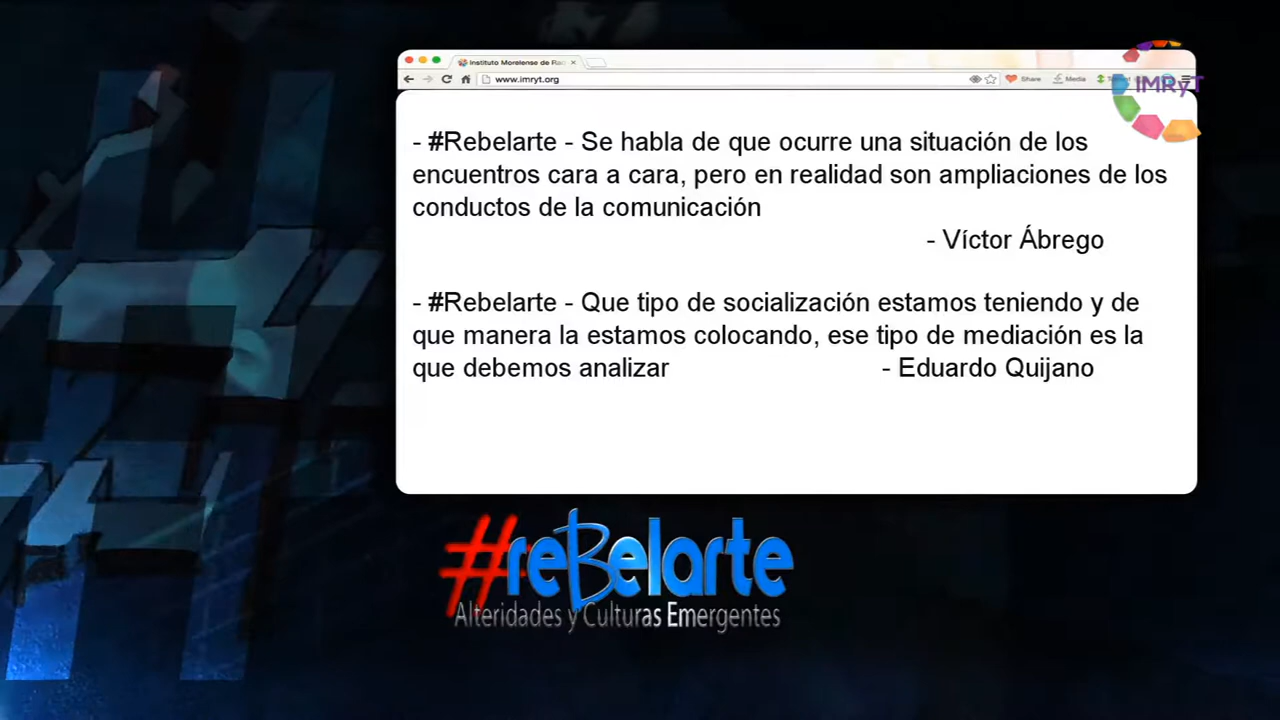 Instituto Morelense de Rad
www.imryt.org
Share
Media
IMRyT
- #Rebelarte - Se habla de que ocurre una situación de los
encuentros cara a cara, pero en realidad son ampliaciones de los
conductos de la comunicación
- Víctor Ábrego
- #Rebelarte - Que tipo de socialización estamos teniendo y de
que manera la estamos colocando, ese tipo de mediación es la
que debemos analizar - Eduardo Quijano
#reBelarte
Alteridades y Culturas Emergentes